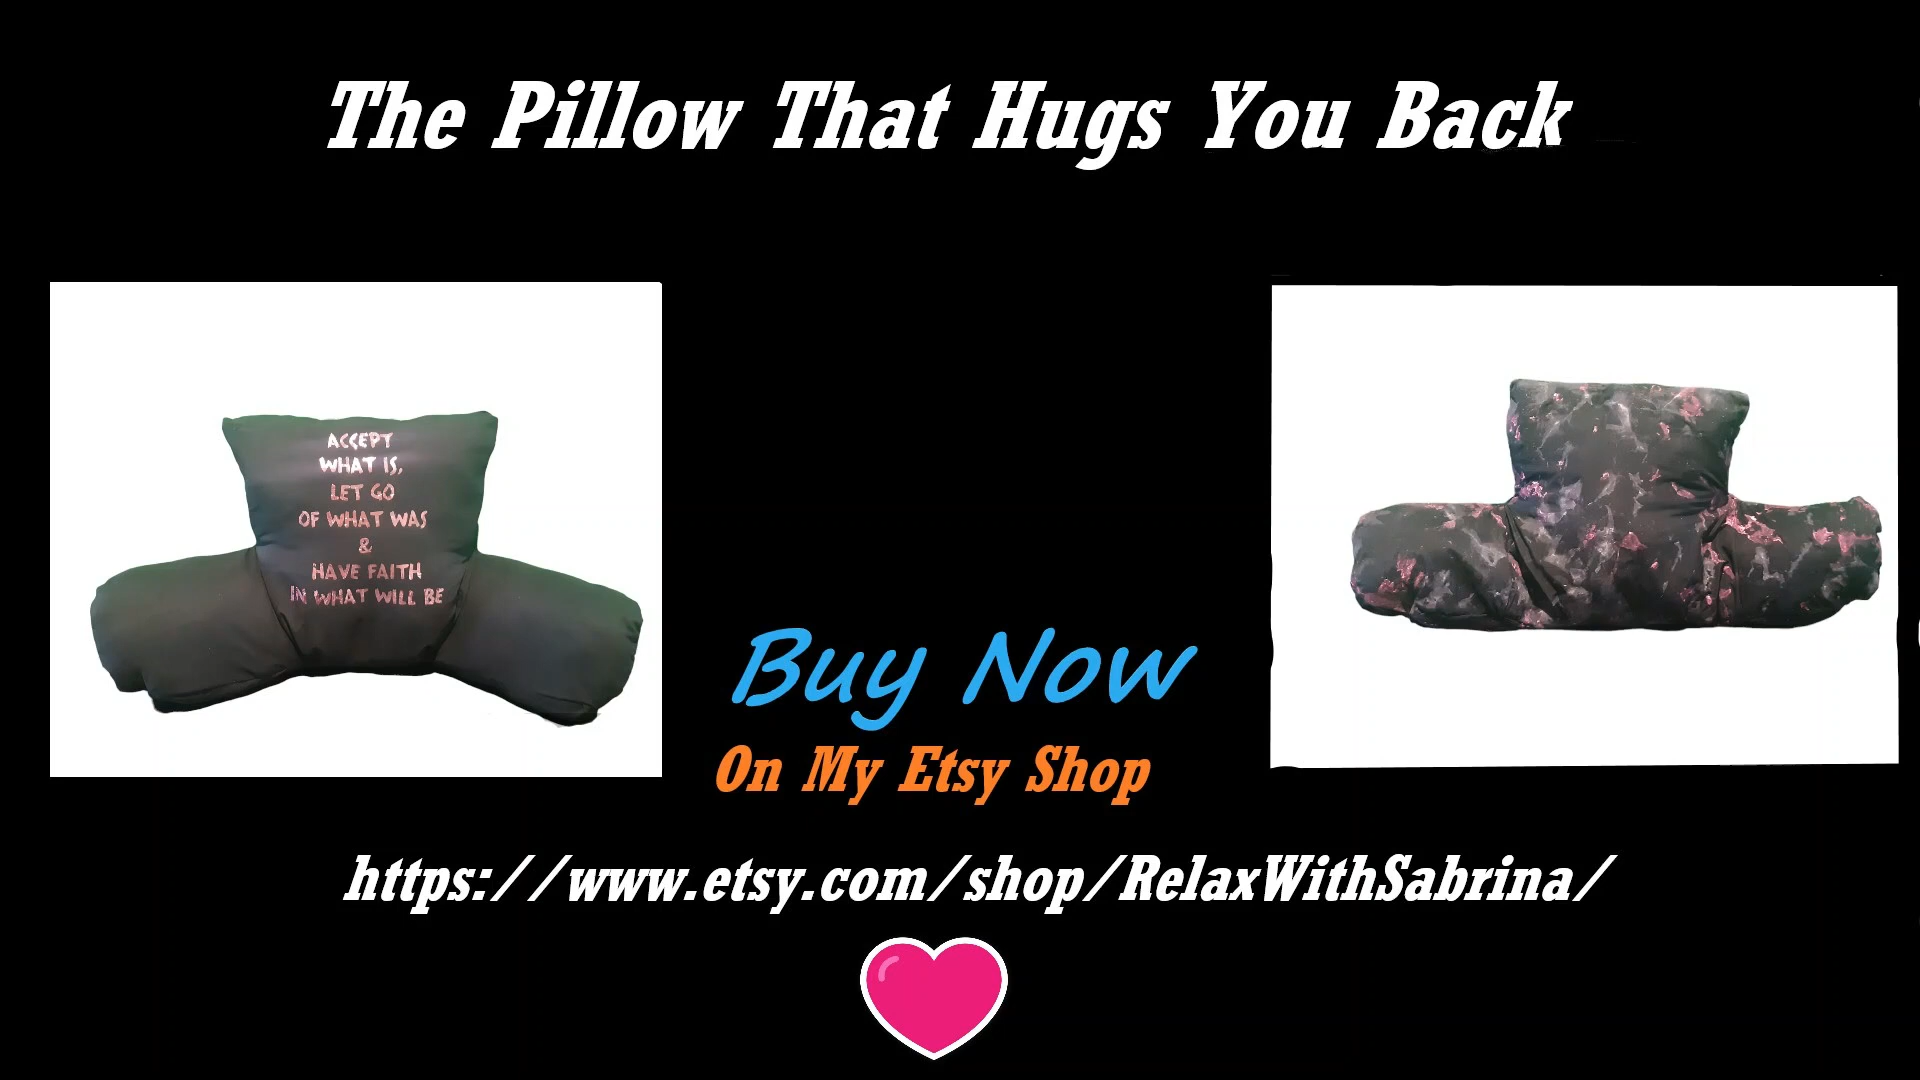 The Pillow That Hugs You Back
ACCEPT
WHAT IS,
LET GO
OF WHAT WAS
&
HAVE FAITH
IN WHAT WILL BE
Buy Now
On My Etsy Shop
https://www.etsy.com/shop/RelaxWithSabrina/